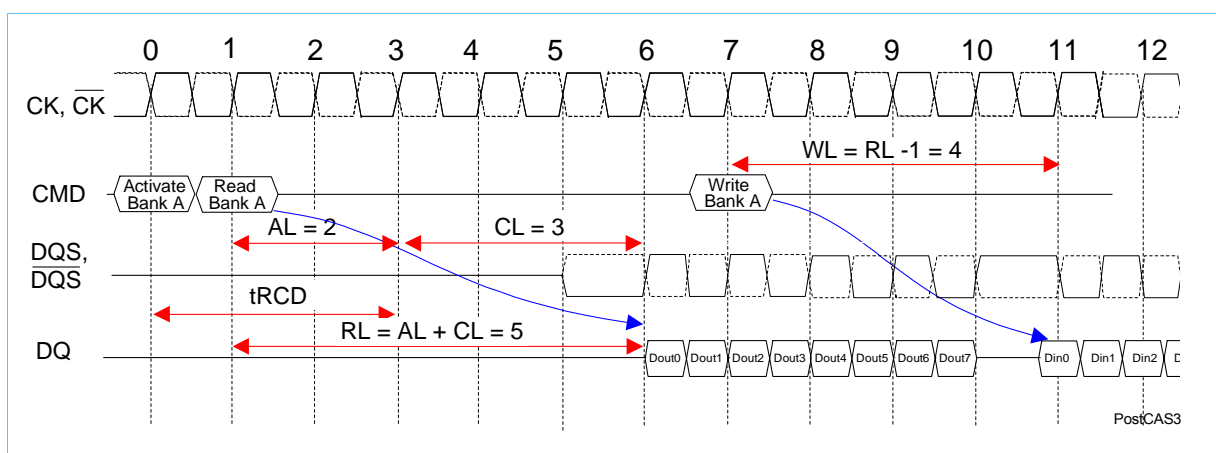 0 1 2 3 4 5 6 7 8 9 10 11 12
CK, CK
WL = RL -1 = 4
CMD
Activate
Bank A
Read
Bank A
Write
Bank A
AL = 2
CL = 3
DQS,
DQS
tRCD
RL = AL + CL = 5
DQ
Dout0 Dout1 Dout2 Dout3 Dout4 Dout5 Dout6 Dout7 Din0 Din1 Din2 D
PostCAS3